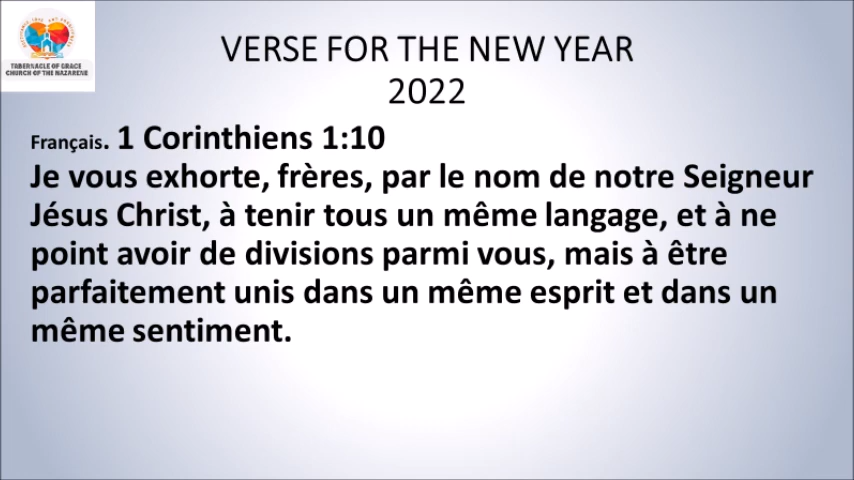 TABERNACLE OF GRACE
CHURCH OF THE NAZARENE
VERSE FOR THE NEW YEAR
2022
Français. 1 Corinthiens 1:10
Je vous exhorte, frères, par le nom de notre Seigneur
Jésus Christ, à tenir tous un même langage, et à ne
point avoir de divisions parmi vous, mais à être
parfaitement unis dans un même esprit et dans un
même sentiment.